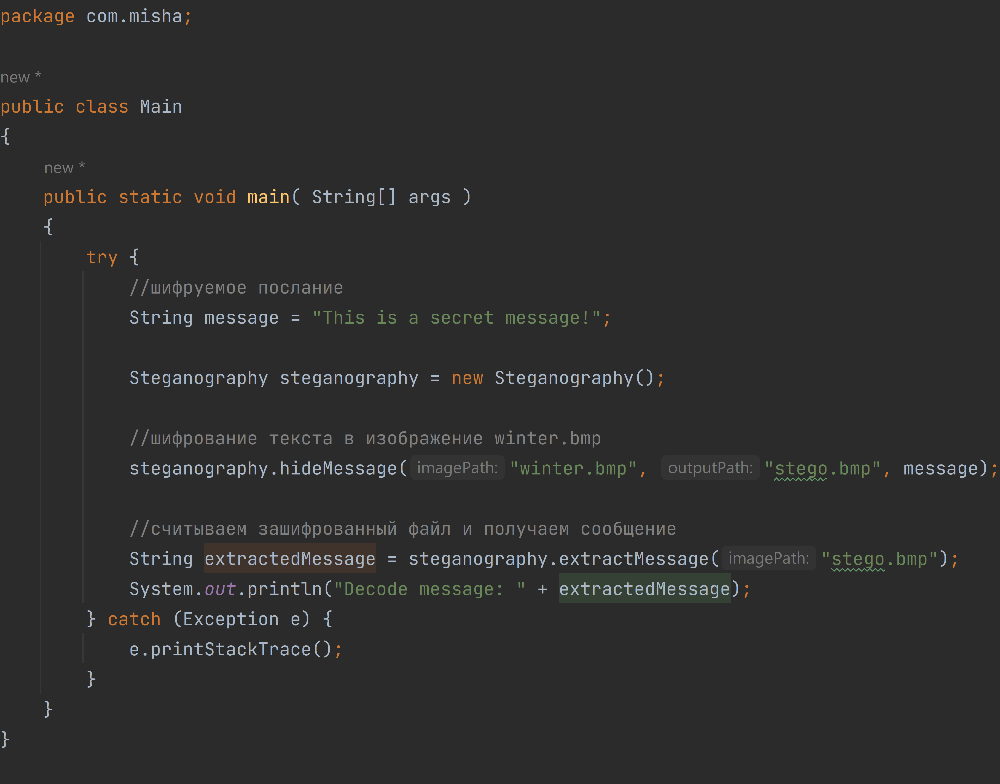 package com.misha;
new *
public class Main
{
new *
public static void main( String[] args )
{
try {
//шифруемое послание
String message = "This is a secret message!";
Steganography steganography = new Steganography();
//шифрование текста в изображение winter.bmp
steganography.hideMessage( imagePath: "winter.bmp", outputPath: "stego.bmp", message);
//считываем зашифрованный файл и получаем сообщение
String extractedMessage = steganography.extractMessage( imagePath: "stego.bmp");
System.out.println("Decode message: " + extractedMessage);
} catch (Exception e) {
e.printStackTrace();
}
}
}